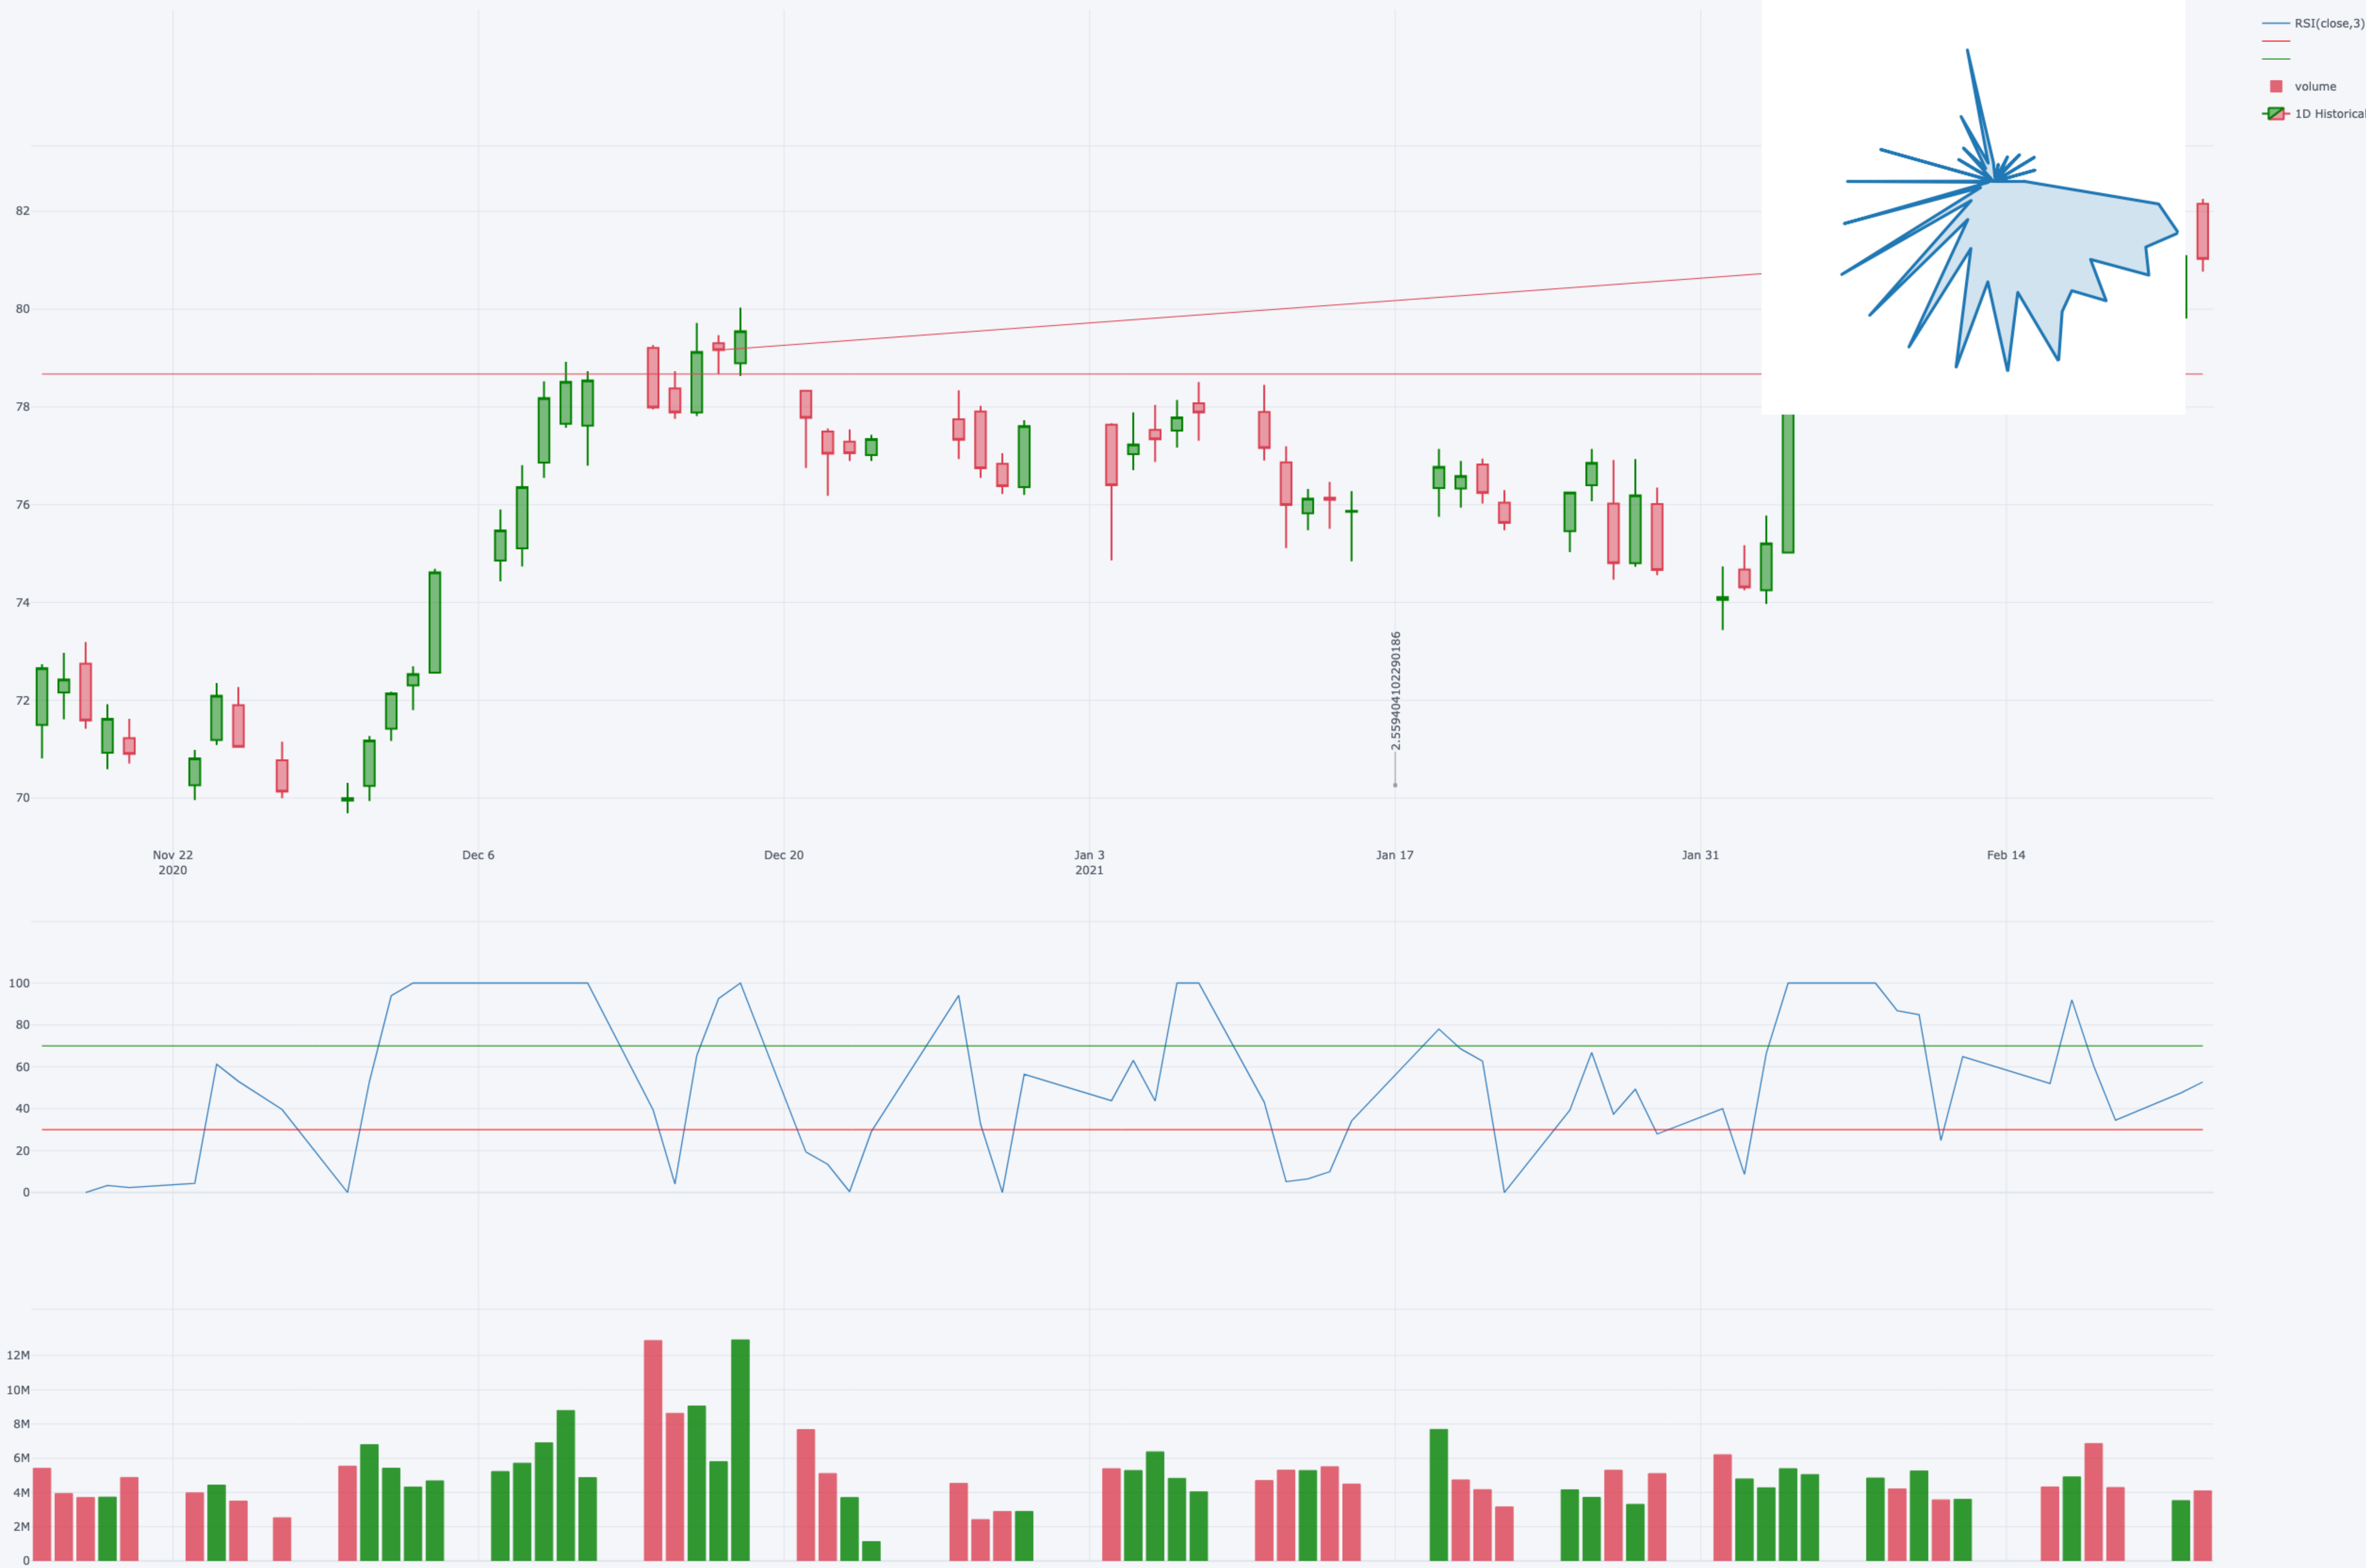 RSI(close,3)
volume
1D Historical
82
80
78
76
74
72
70
2.5594041022290186
Nov 22
2020
Dec 6
Dec 20
Jan 3
2021
Jan 17
Jan 31
Feb 14
100
80
60
40
20
0
12M
10M
8M
6M
4M
2M
0